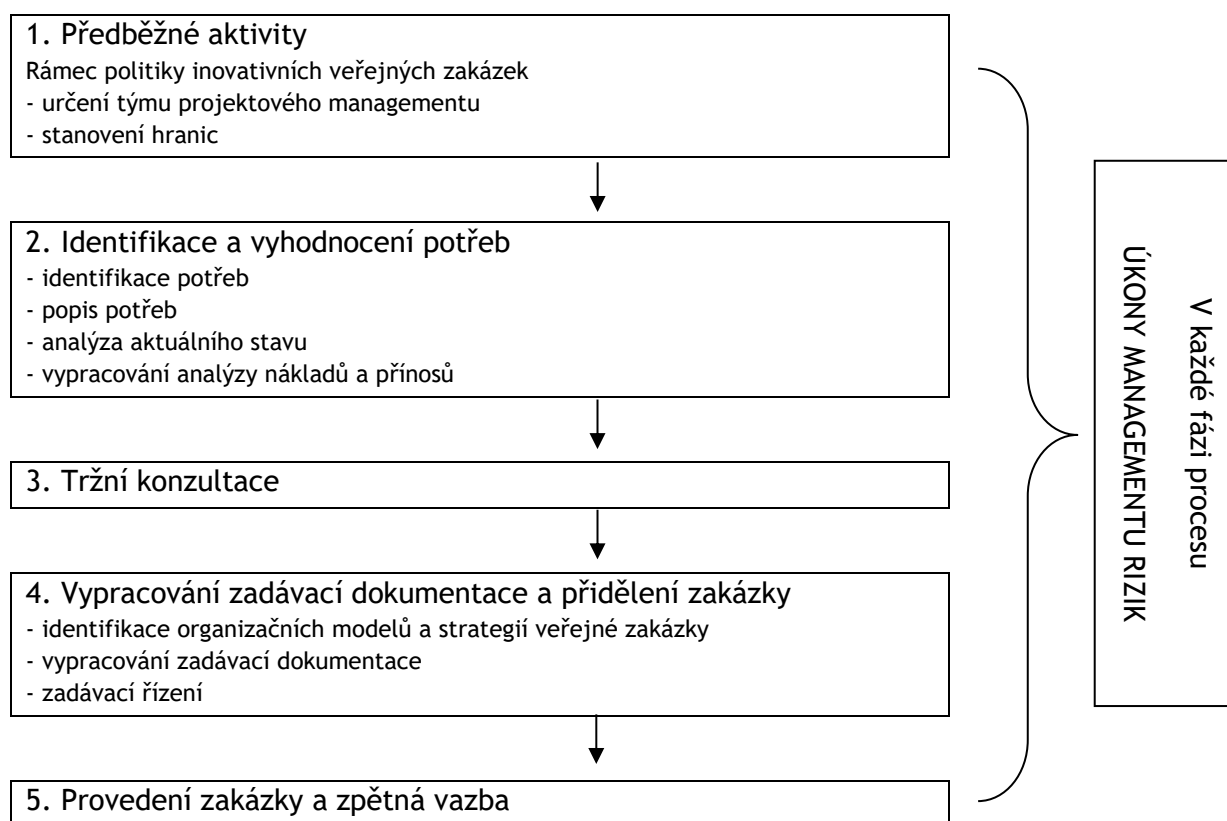 1. Předběžné aktivity
Rámec politiky inovativních veřejných zakázek
- určení týmu projektového managementu
- stanovení hranic
2. Identifikace a vyhodnocení potřeb
- identifikace potřeb
- popis potřeb
- analýza aktuálního stavu
- vypracování analýzy nákladů a přínosů
3. Tržní konzultace
4. Vypracování zadávací dokumentace a přidělení zakázky
- identifikace organizačních modelů a strategií veřejné zakázky
- vypracování zadávací dokumentace
- zadávací řízení
5. Provedení zakázky a zpětná vazba
V každé fázi procesu
ÚKONY MANAGEMENTU RIZIK